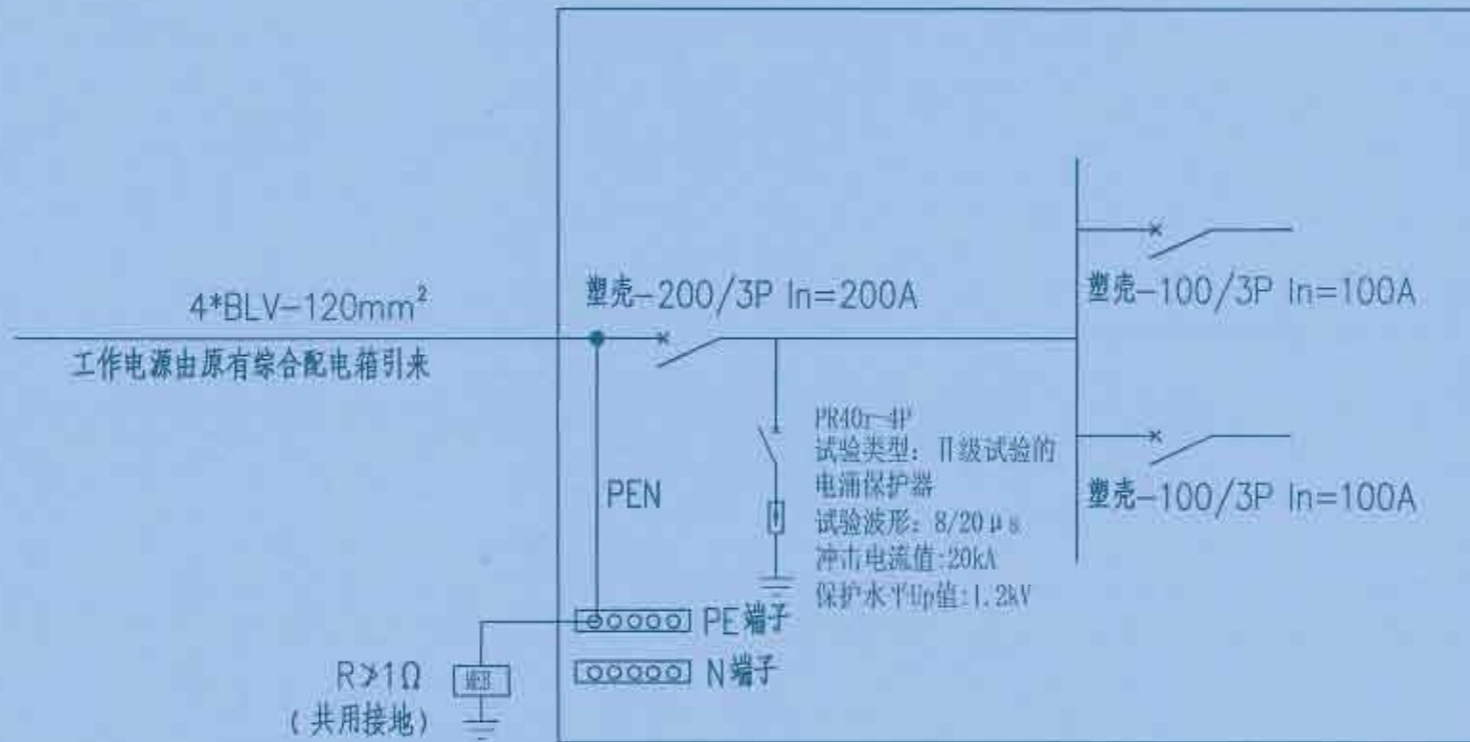 4*BLV-120mm²
工作电源由原有综合配电箱引来
塑壳-200/3P In=200A
塑壳-100/3P In=100A
PR40r-4P
试验类型：Ⅱ级试验的
电涌保护器
试验波形：8/20μs
冲击电流值:20kA
保护水平Up值:1.2kV
塑壳-100/3P In=100A
PEN
PE端子
N端子
R≯1Ω
MEB
(共用接地)